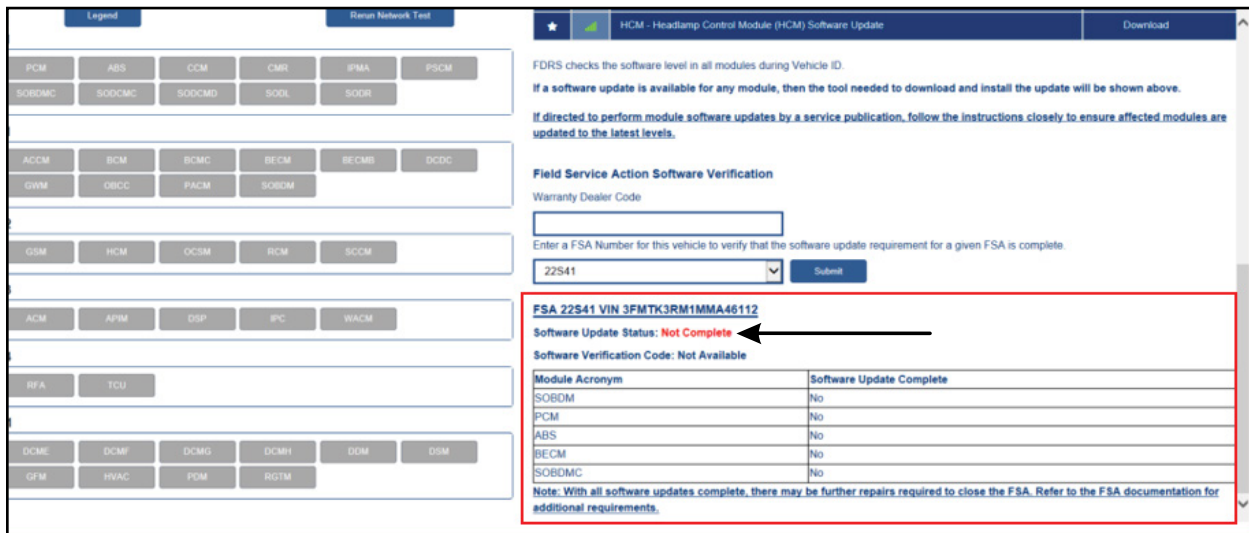 Legend
Rerun Network Test
PCM ABS CCM CMR IPMA PSCM
SOBDMC SODCMC SODCMD SODL SODR
ACCM BCM BCMC BECM BECMB DCDC
GWM OBCC PACM SOBDM
GSM HCM OCSM RCM SCCM
ACM APIM DSP IPC WACM
RFA TCU
DCME DCMF DCMG DCMH DDM DSM
GFM HVAC PDM RGTM
HCM - Headlamp Control Module (HCM) Software Update Download
FDRS checks the software level in all modules during Vehicle ID.
If a software update is available for any module, then the tool needed to download and install the update will be shown above.
If directed to perform module software updates by a service publication, follow the instructions closely to ensure affected modules are
updated to the latest levels.
Field Service Action Software Verification
Warranty Dealer Code
Enter a FSA Number for this vehicle to verify that the software update requirement for a given FSA is complete.
22S41 Submit
FSA 22S41 VIN 3FMTK3RM1MMA46112
Software Update Status: Not Complete
Software Verification Code: Not Available
Module Acronym Software Update Complete
SOBDM No
PCM No
ABS No
BECM No
SOBDMC No
Note: With all software updates complete, there may be further repairs required to close the FSA. Refer to the FSA documentation for
additional requirements.